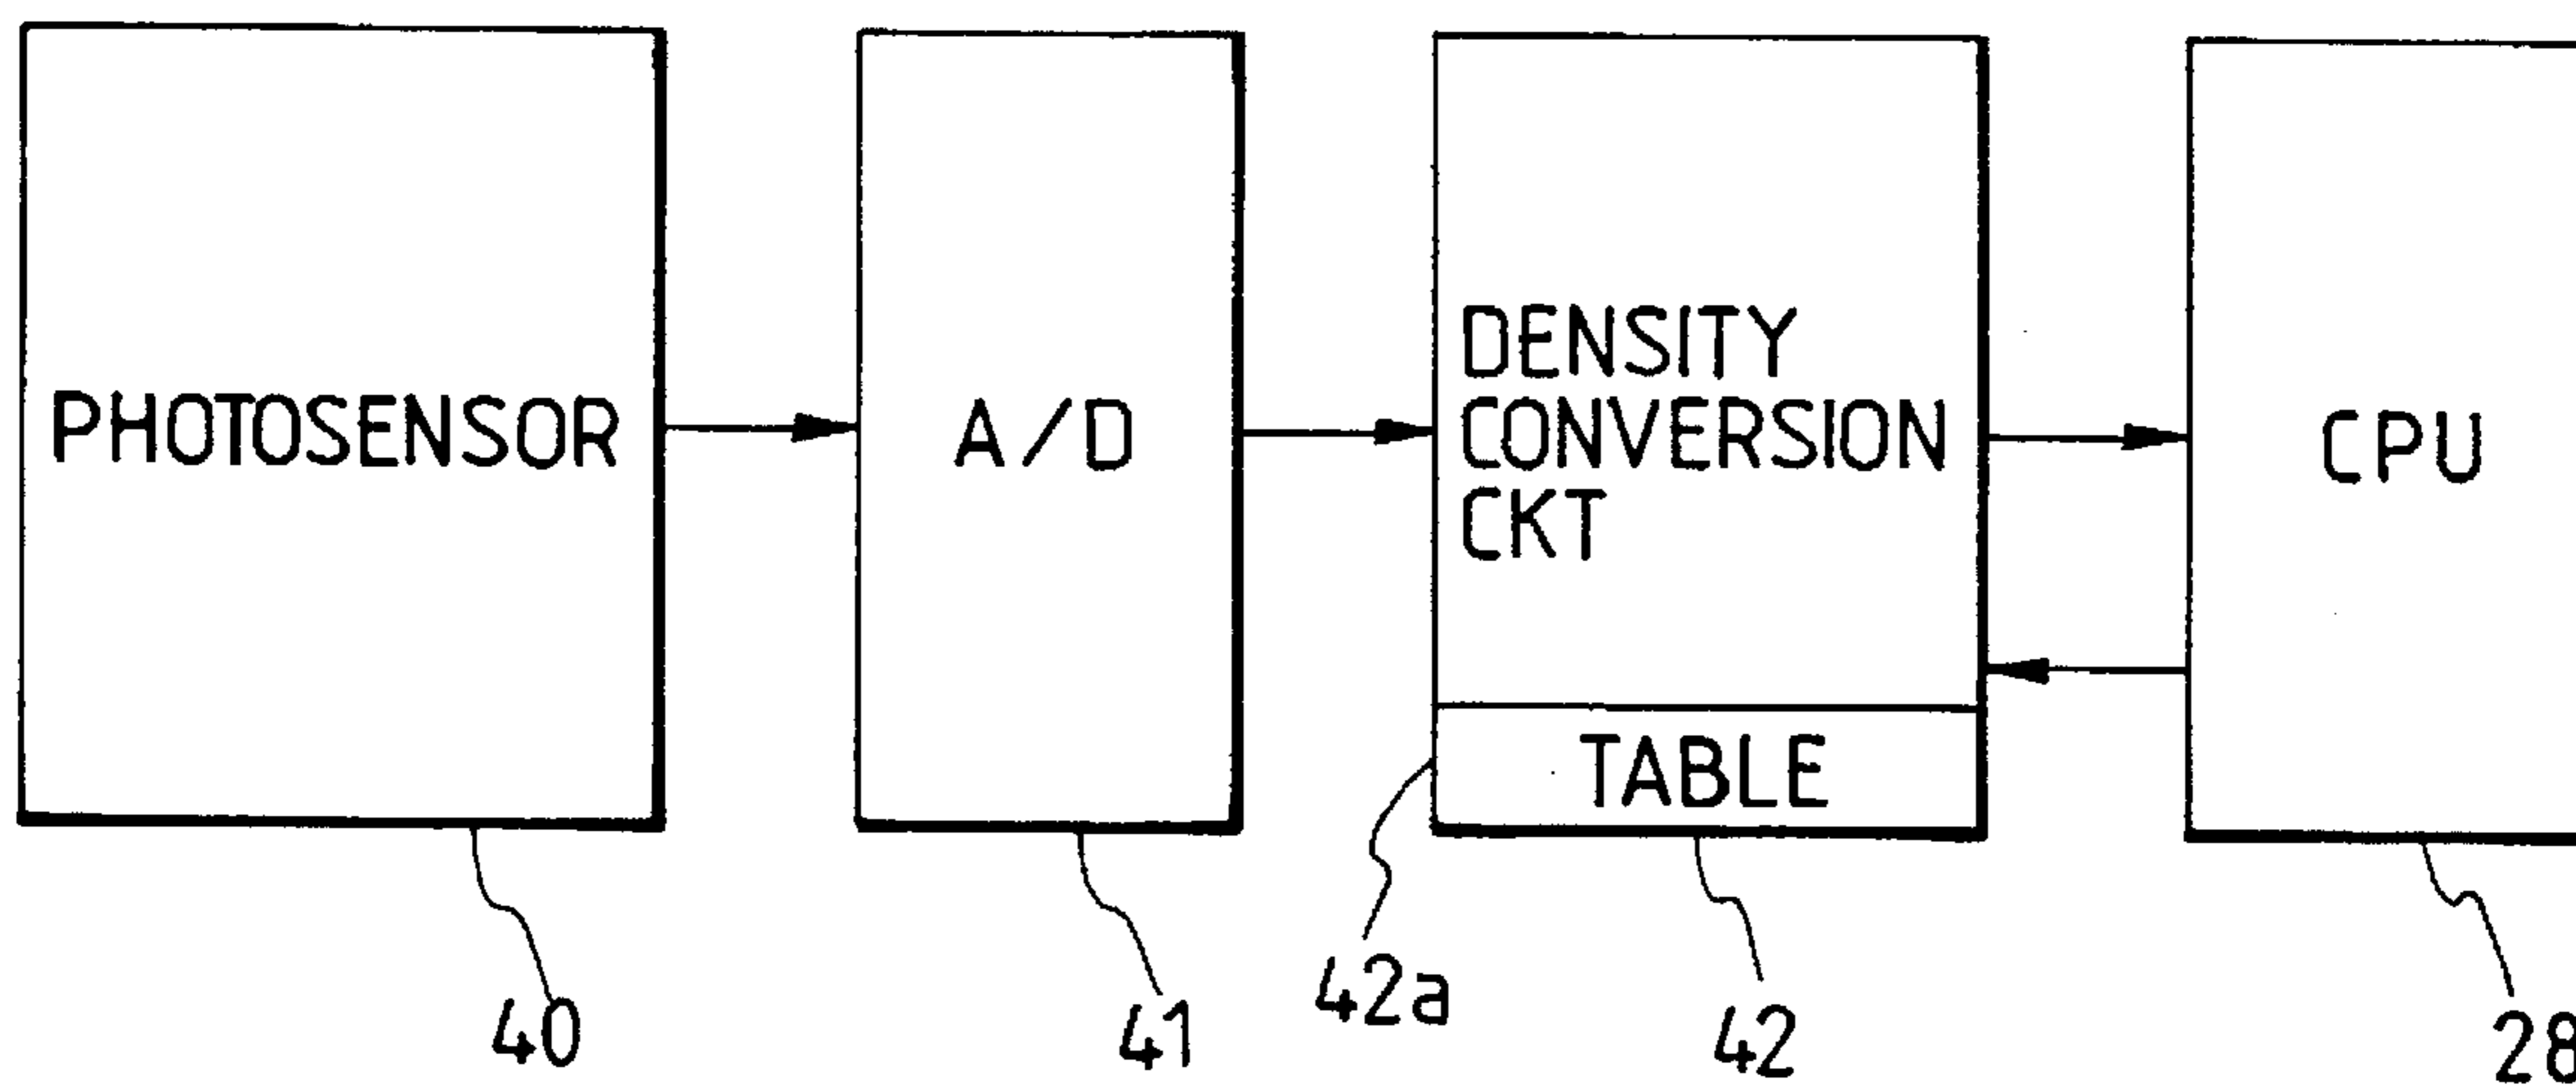 PHOTOSENSOR
A/D
DENSITY
CONVERSION
CKT
TABLE
CPU
40
41
42a
42
28